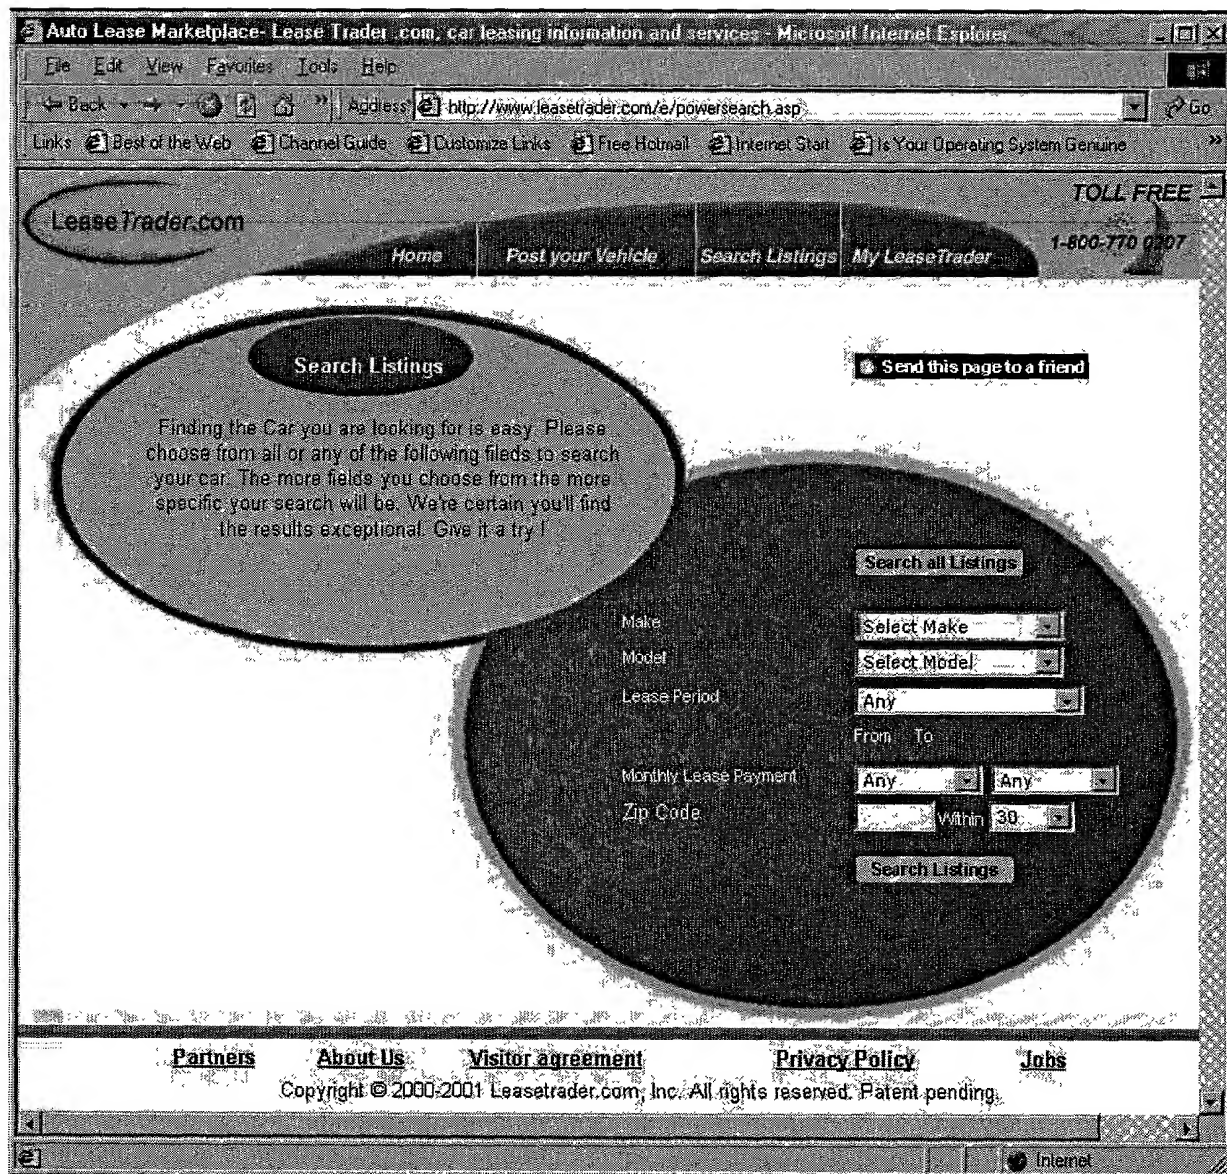 Auto Lease Marketplace- Lease Trader .com, car leasing information and services - Microsoft Internet Explorer
File Edit View Favorites Tools Help
Back » Address http://www.leasetrader.com/e/powersearch.asp Go
Links Best of the Web Channel Guide Customize Links Free Hotmail Internet Start Is Your Operating System Genuine »
LeaseTrader.com
TOLL FREE
1-800-770 0207
Home Post your Vehicle Search Listings My LeaseTrader
Search Listings
Send this page to a friend
Finding the Car you are looking for is easy. Please
choose from all or any of the following fileds to search
your car. The more fields you choose from the more
specific your search will be. We're certain you'll find
the results exceptional. Give it a try !
Search all Listings
Make Select Make
Model Select Model
Lease Period Any
From To
Monthly Lease Payment Any Any
Zip Code Within 30
Search Listings
Partners About Us Visitor agreement Privacy Policy Jobs
Copyright © 2000-2001 Leasetrader.com, Inc. All rights reserved. Patent pending.
Internet